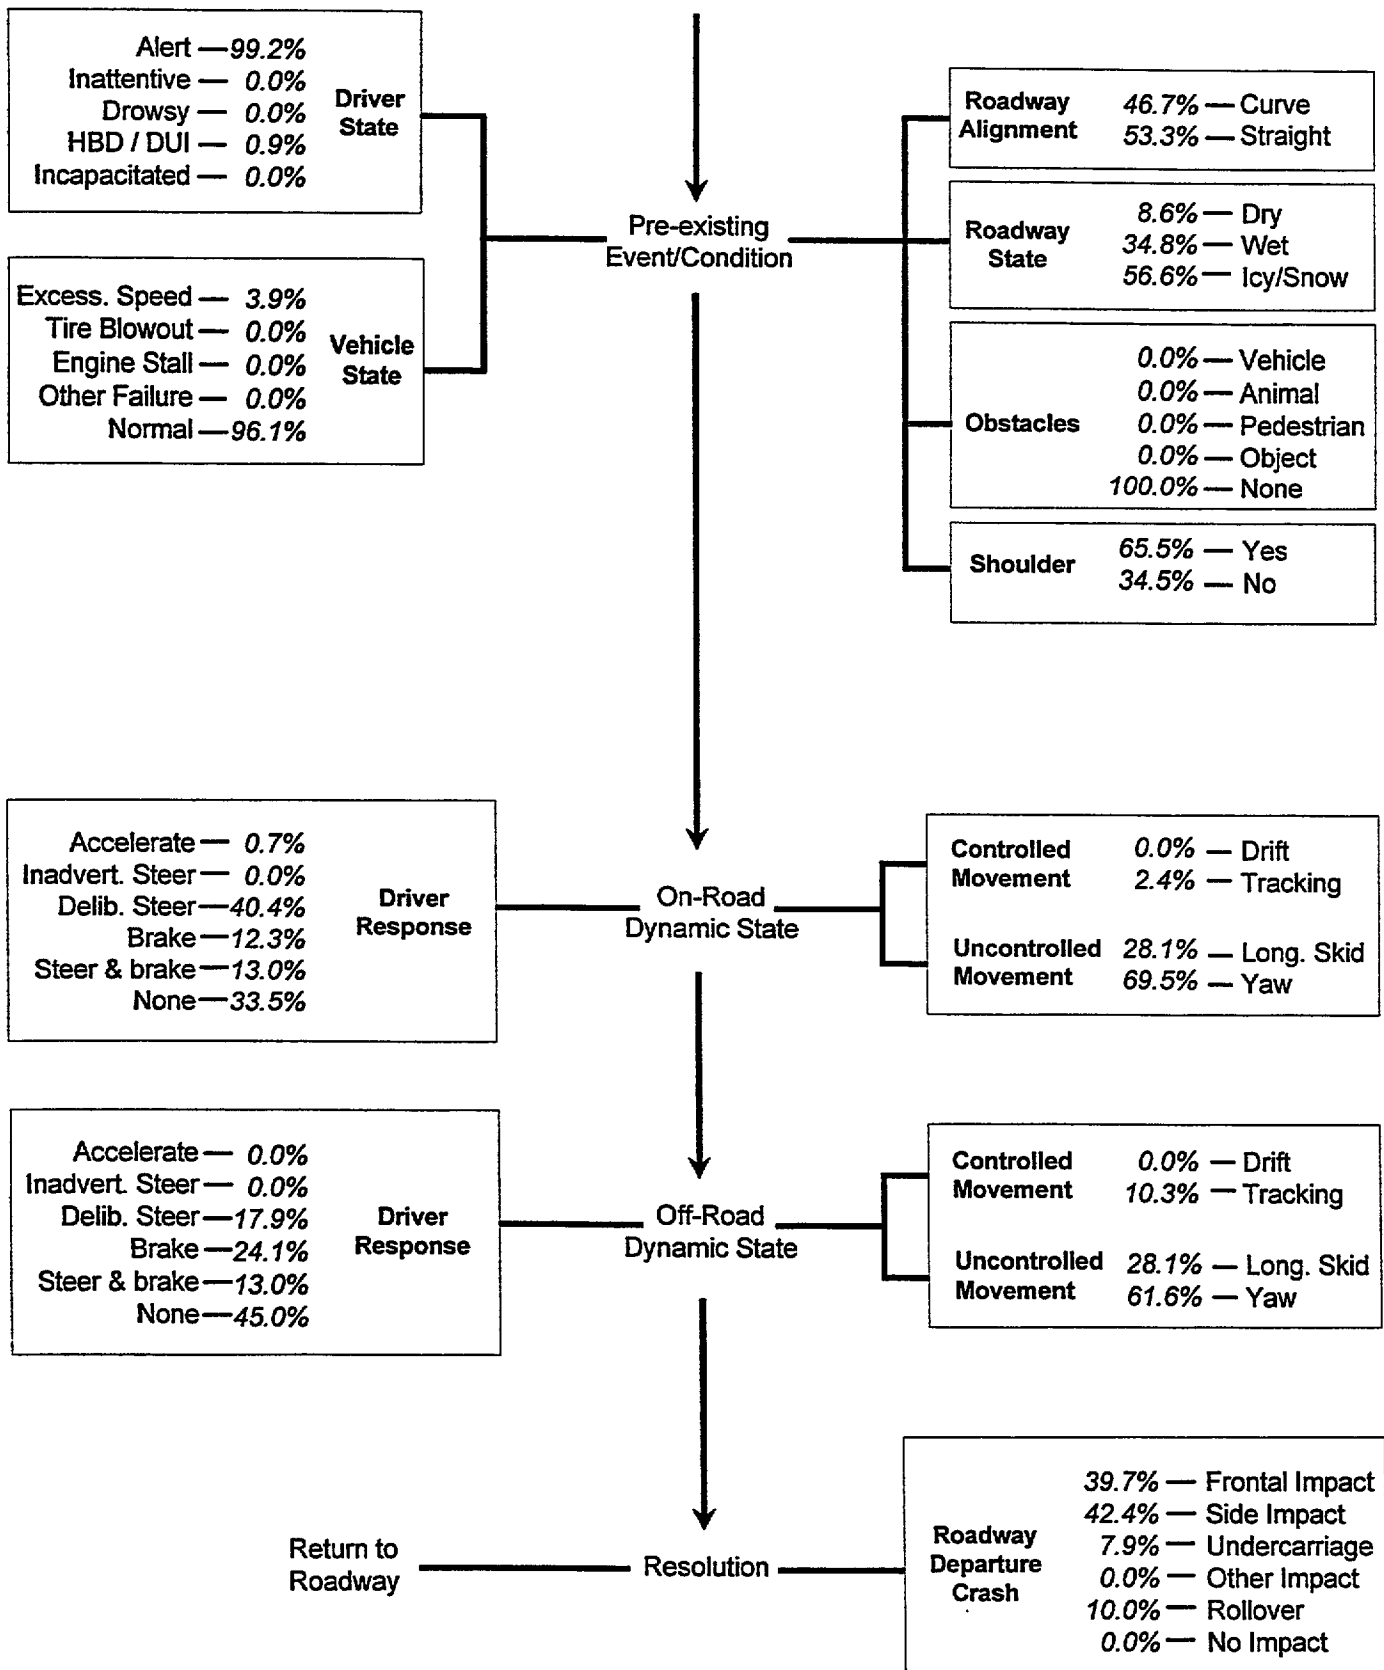 Alert — 99.2%
Inattentive — 0.0%
Drowsy — 0.0%
HBD / DUI — 0.9%
Incapacitated — 0.0%
Driver
State
Excess. Speed — 3.9%
Tire Blowout — 0.0%
Engine Stall — 0.0%
Other Failure — 0.0%
Normal — 96.1%
Vehicle
State
Pre-existing
Event/Condition
Roadway
Alignment
46.7% — Curve
53.3% — Straight
Roadway
State
8.6% — Dry
34.8% — Wet
56.6% — Icy/Snow
Obstacles
0.0% — Vehicle
0.0% — Animal
0.0% — Pedestrian
0.0% — Object
100.0% — None
Shoulder
65.5% — Yes
34.5% — No
Accelerate — 0.7%
Inadvert. Steer — 0.0%
Delib. Steer — 40.4%
Brake — 12.3%
Steer & brake — 13.0%
None — 33.5%
Driver
Response
On-Road
Dynamic State
Controlled
Movement
0.0% — Drift
2.4% — Tracking
Uncontrolled
Movement
28.1% — Long. Skid
69.5% — Yaw
Accelerate — 0.0%
Inadvert. Steer — 0.0%
Delib. Steer — 17.9%
Brake — 24.1%
Steer & brake — 13.0%
None — 45.0%
Driver
Response
Off-Road
Dynamic State
Controlled
Movement
0.0% — Drift
10.3% — Tracking
Uncontrolled
Movement
28.1% — Long. Skid
61.6% — Yaw
Return to
Roadway
Resolution
Roadway
Departure
Crash
39.7% — Frontal Impact
42.4% — Side Impact
7.9% — Undercarriage
0.0% — Other Impact
10.0% — Rollover
0.0% — No Impact